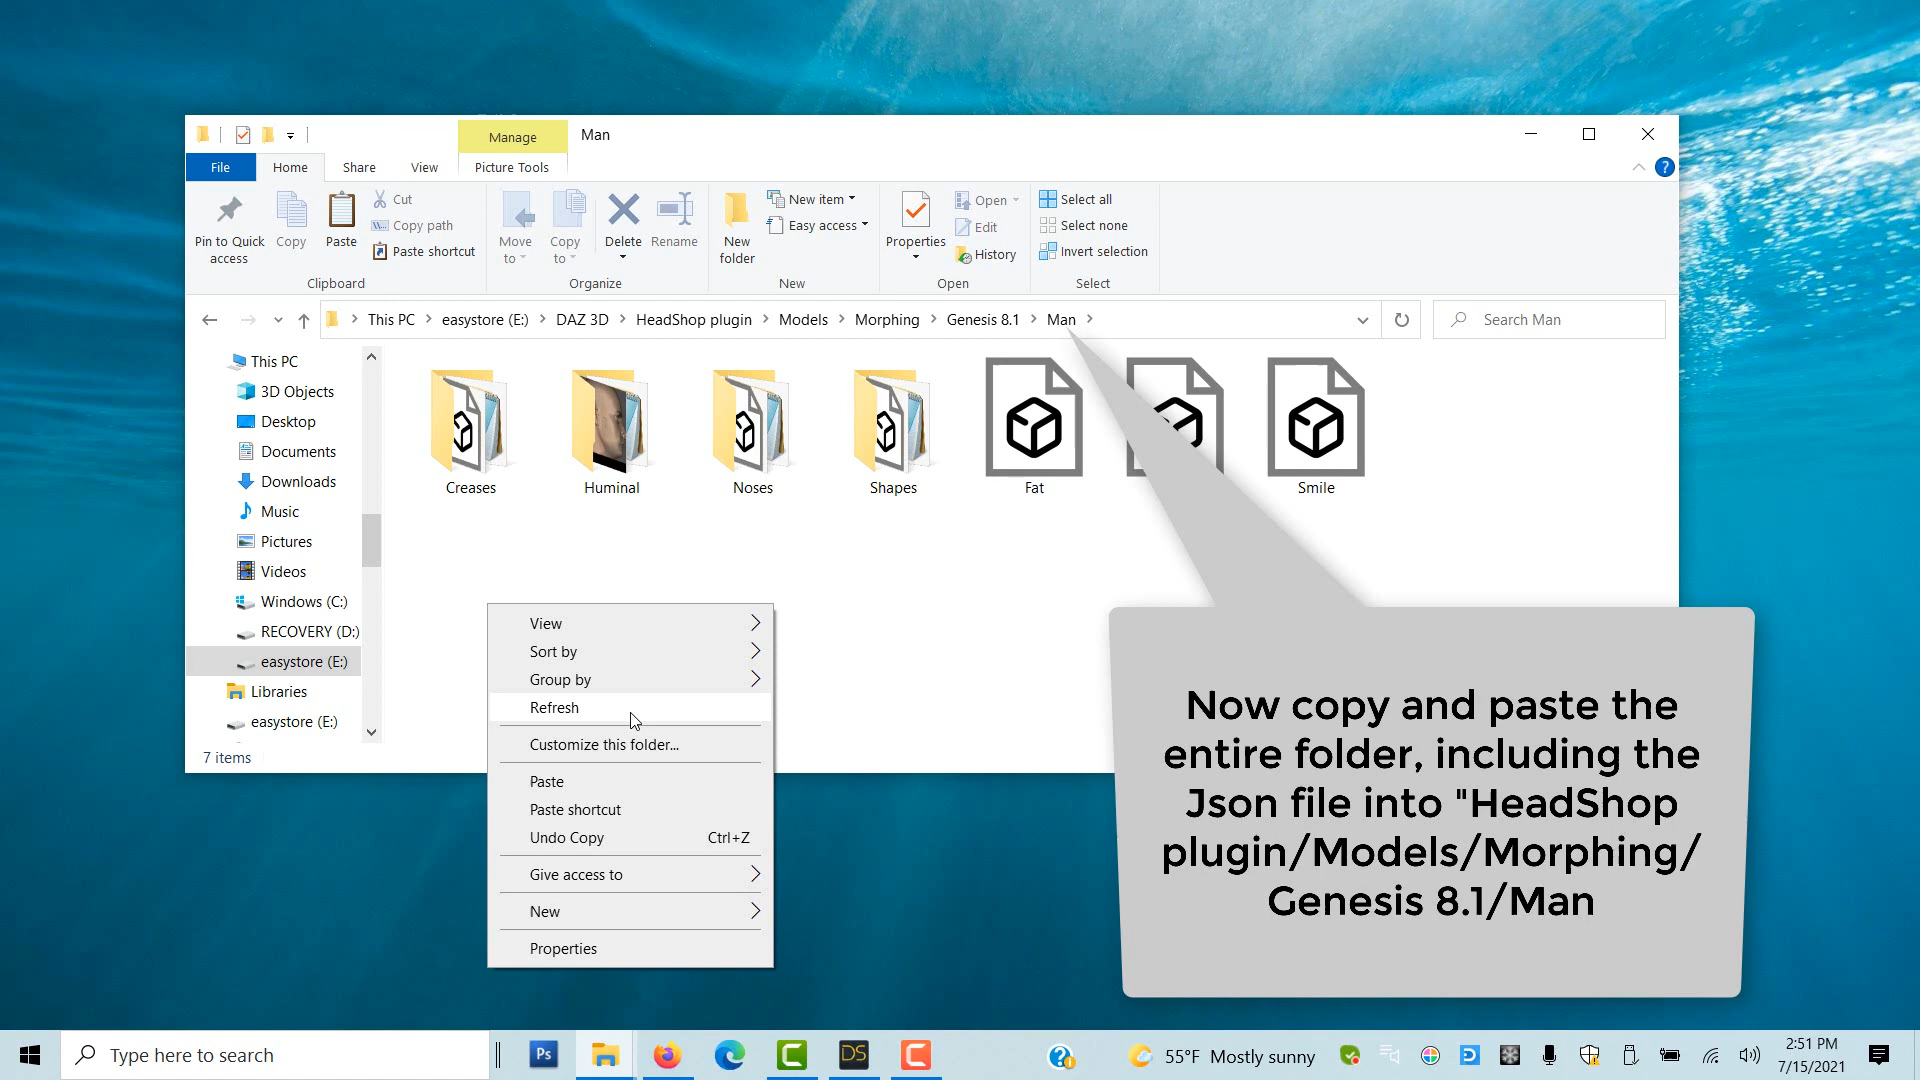 Manage
Man
File
Home
Share
View
Picture Tools
Pin to Quick access
Copy
Paste
Cut
Copy path
Paste shortcut
Clipboard
Move to
Copy to
Delete
Rename
Organize
New folder
New item
Easy access
New
Properties
Open
Edit
History
Open
Select all
Select none
Invert selection
Select
This PC
easystore (E:)
DAZ 3D
HeadShop plugin
Models
Morphing
Genesis 8.1
Man
Search Man
This PC
3D Objects
Desktop
Documents
Downloads
Music
Pictures
Videos
Windows (C:)
RECOVERY (D:)
easystore (E:)
Libraries
easystore (E:)
7 items
Creases
Huminal
Noses
Shapes
Fat
Smile
View
Sort by
Group by
Refresh
Customize this folder...
Paste
Paste shortcut
Undo Copy Ctrl+Z
Give access to
New
Properties
Now copy and paste the
entire folder, including the
Json file into "HeadShop
plugin/Models/Morphing/
Genesis 8.1/Man
Type here to search
Ps
DS
55°F Mostly sunny
2:51 PM
7/15/2021